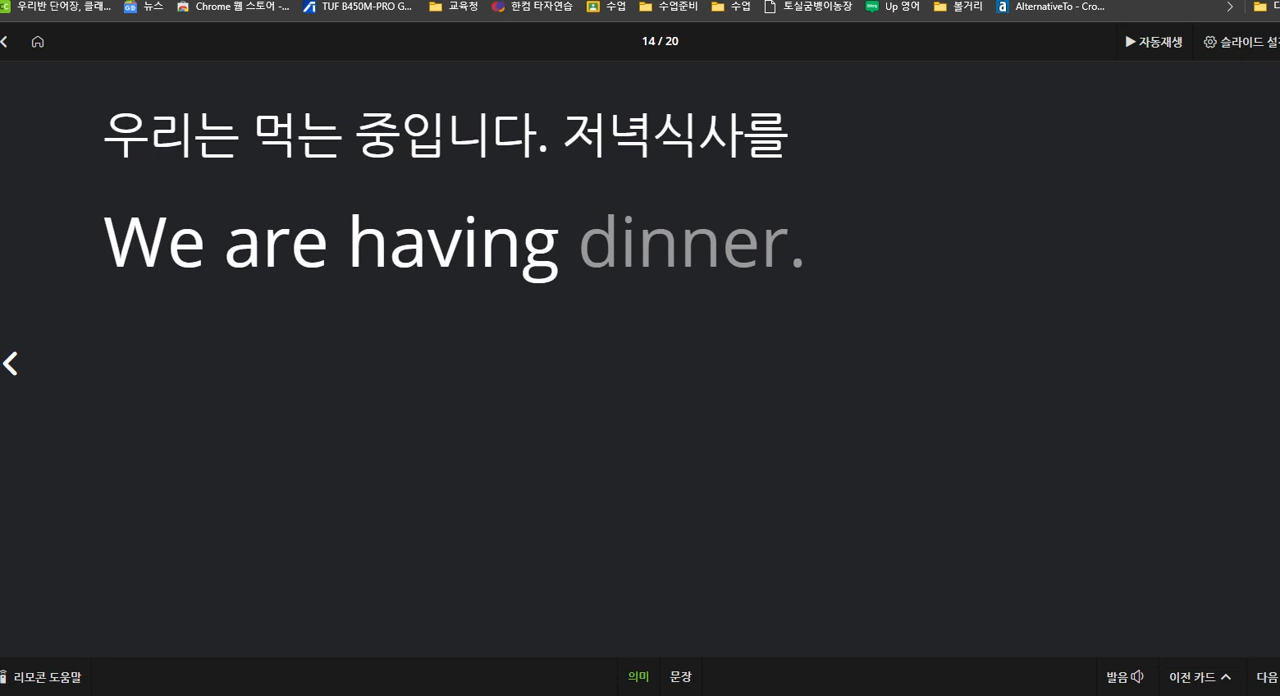 우리반 단어장, 클래... 뉴스 Chrome 웹 스토어 -... TUF B450M-PRO G... 교육청 한컴 타자연습 수업 수업준비 수업 토실굼벵이농장 Up 영어 볼거리 AlternativeTo - Cro...
14 / 20 자동재생 슬라이드
우리는 먹는 중입니다. 저녁식사를
We are having dinner.
리모콘 도움말 의미 문장 발음 이전 카드 다음